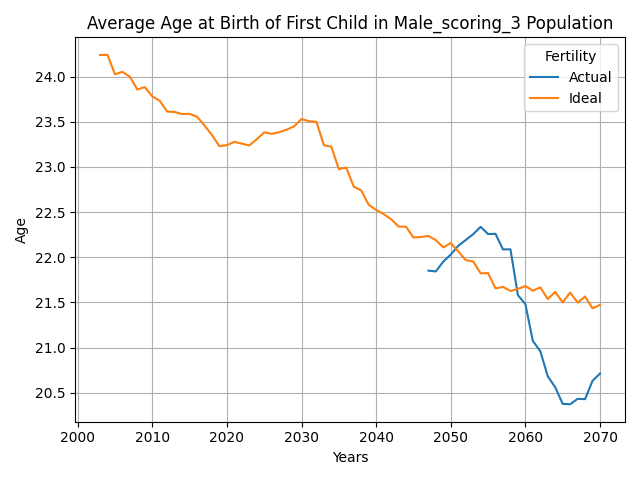 Average Age at Birth of First Child in Male_scoring_3 Population
Fertility
Actual
Ideal
Age
24.0
23.5
23.0
22.5
22.0
21.5
21.0
20.5
2000 2010 2020 2030 2040 2050 2060 2070
Years